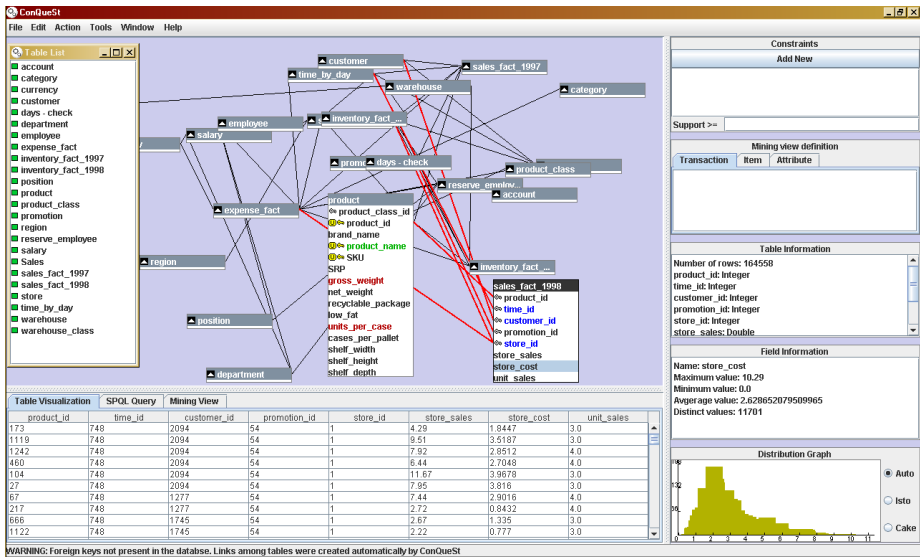 ConQueSt
File Edit Action Tools Window Help
Table List
account
category
currency
customer
days - check
department
employee
expense_fact
inventory_fact_1997
inventory_fact_1998
position
product
product_class
promotion
region
reserve_employee
salary
Sales
sales_fact_1997
sales_fact_1998
store
time_by_day
warehouse
warehouse_class
customer
sales_fact_1997
time_by_day
warehouse
category
employee
inventory_fact_...
salary
days - check
product_class
reserve_employ...
account
expense_fact
region
position
department
inventory_fact_...
product
product_class_id
product_id
brand_name
product_name
SKU
SRP
gross_weight
net_weight
recyclable_package
low_fat
units_per_case
cases_per_pallet
shelf_width
shelf_height
shelf_depth
sales_fact_1998
product_id
time_id
customer_id
promotion_id
store_id
store_sales
store_cost
unit_sales
Constraints
Add New
Support >=
Mining view definition
Transaction Item Attribute
Table Information
Number of rows: 164558
product_id: Integer
time_id: Integer
customer_id: Integer
promotion_id: Integer
store_id: Integer
store_sales: Double
Field Information
Name: store_cost
Maximum value: 10.29
Minimum value: 0.0
Avgerage value: 2.628652079509965
Distinct values: 11701
Distribution Graph
Auto
Isto
Cake
0 1 2 3 4 5 6 7 8 9 10 11
Table Visualization SPQL Query Mining View
product_id time_id customer_id promotion_id store_id store_sales store_cost unit_sales
173 748 2094 54 1 4.29 1.8447 3.0
1119 748 2094 54 1 9.51 3.5187 3.0
1242 748 2094 54 1 7.92 2.8512 4.0
460 748 2094 54 1 6.44 2.7048 4.0
104 748 2094 54 1 11.67 3.9678 3.0
27 748 2094 54 1 7.95 3.816 3.0
67 748 1277 54 1 7.44 2.9016 4.0
217 748 1277 54 1 2.72 0.8432 4.0
666 748 1745 54 1 2.67 1.335 3.0
1122 748 1745 54 1 2.22 0.777 3.0
WARNING: Foreign keys not present in the databse. Links among tables were created automatically by ConQueSt